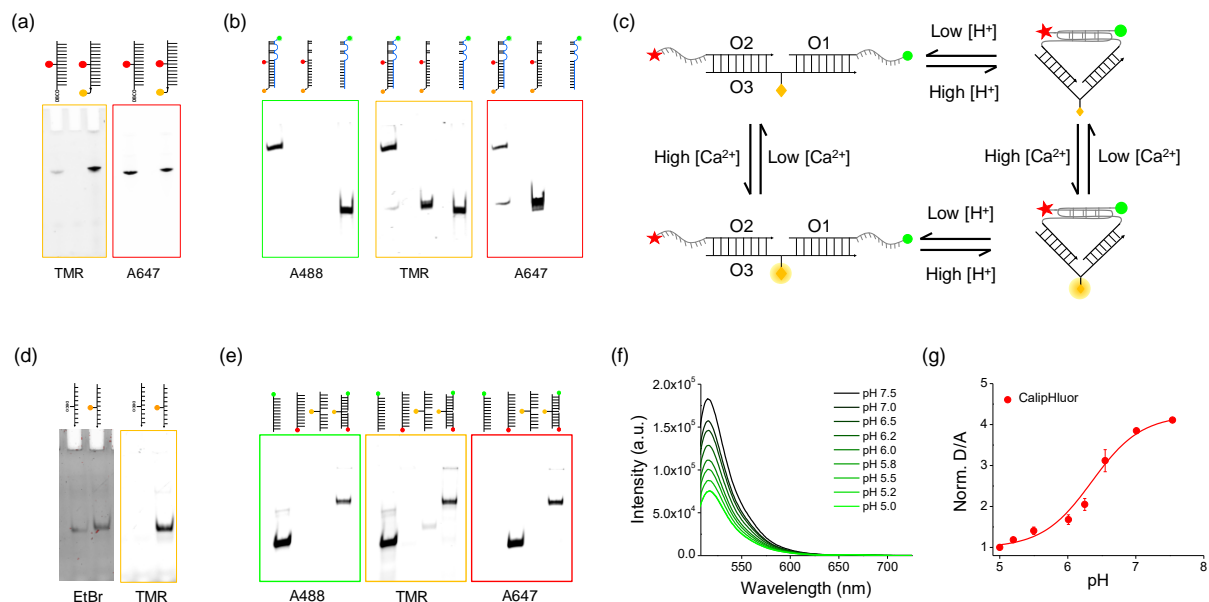 (a)
TMR
A647
(b)
A488
TMR
A647
(c)
O2
O1
O3
Low [H⁺]
High [H⁺]
High [Ca²⁺]
Low [Ca²⁺]
High [Ca²⁺]
Low [Ca²⁺]
O2
O1
O3
Low [H⁺]
High [H⁺]
(d)
EtBr
TMR
(e)
A488
TMR
A647
(f)
Intensity (a.u.)
2.0x10⁵
1.5x10⁵
1.0x10⁵
5.0x10⁴
0.0
pH 7.5
pH 7.0
pH 6.5
pH 6.2
pH 6.0
pH 5.8
pH 5.5
pH 5.2
pH 5.0
550 600 650 700
Wavelength (nm)
(g)
CalipHluor
Norm. D/A
4
3
2
1
5 6 7 8
pH